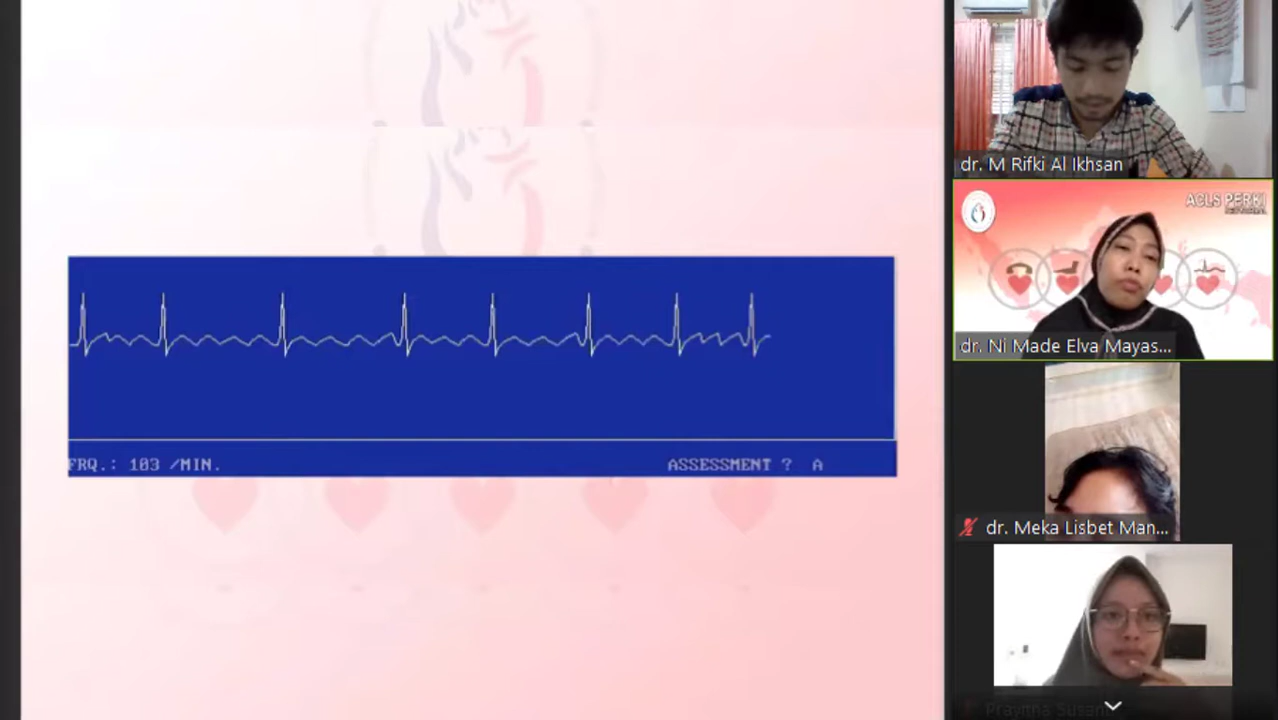 FRQ.: 103 /MIN.
ASSESSMENT ? A
dr. M Rifki Al Ikhsan
ACLS PERKI
dr. Ni Made Elva Mayas...
dr. Meka Lisbet Man...